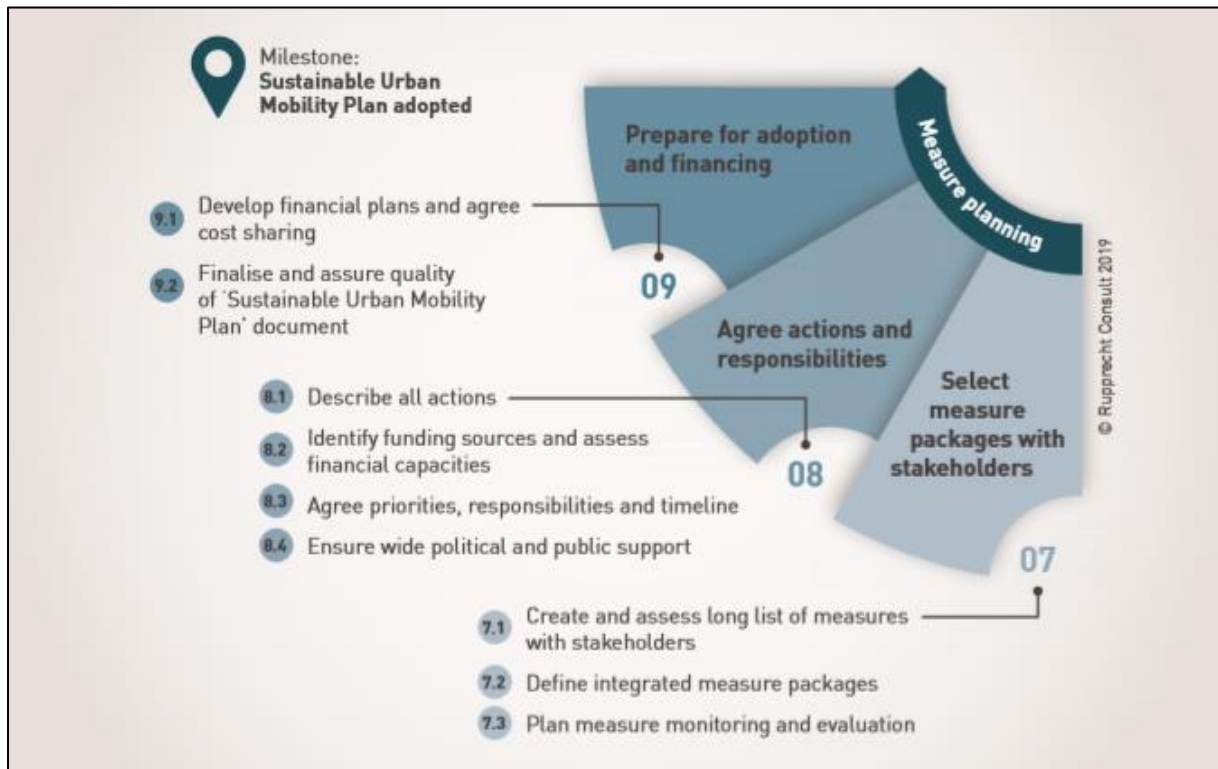 Milestone:
Sustainable Urban
Mobility Plan adopted
Prepare for adoption
and financing
Measure planning
9.1 Develop financial plans and agree
cost sharing
9.2 Finalise and assure quality
of ‘Sustainable Urban Mobility
Plan’ document
09
Agree actions and
responsibilities
© Rupprecht Consult 2019
Select
measure
packages with
stakeholders
8.1 Describe all actions
8.2 Identify funding sources and assess
financial capacities
8.3 Agree priorities, responsibilities and timeline
8.4 Ensure wide political and public support
08
07
7.1 Create and assess long list of measures
with stakeholders
7.2 Define integrated measure packages
7.3 Plan measure monitoring and evaluation